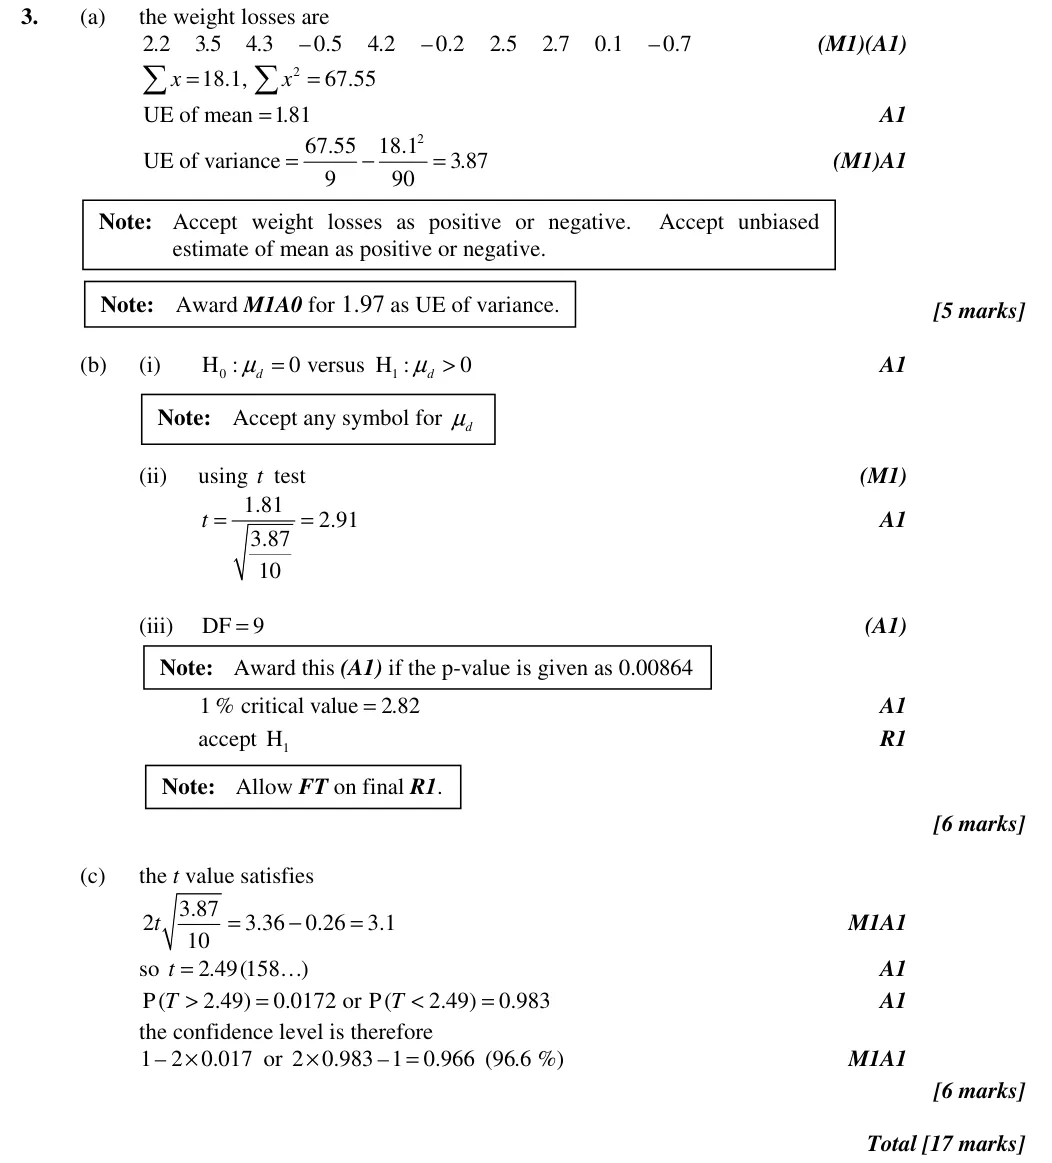 3. (a) the weight losses are
2.2 3.5 4.3 –0.5 4.2 –0.2 2.5 2.7 0.1 –0.7 (M1)(A1)
∑x = 18.1, ∑x² = 67.55
UE of mean = 1.81 A1
UE of variance = 67.55/9 − 18.1²/90 = 3.87 (M1)A1
Note: Accept weight losses as positive or negative. Accept unbiased
estimate of mean as positive or negative.
Note: Award M1A0 for 1.97 as UE of variance.
[5 marks]
(b) (i) H₀ : μ_d = 0 versus H₁ : μ_d > 0 A1
Note: Accept any symbol for μ_d
(ii) using t test (M1)
t = 1.81/√(3.87/10) = 2.91 A1
(iii) DF = 9 (A1)
Note: Award this (A1) if the p-value is given as 0.00864
1 % critical value = 2.82 A1
accept H₁ R1
Note: Allow FT on final R1.
[6 marks]
(c) the t value satisfies
2t√(3.87/10) = 3.36 − 0.26 = 3.1 M1A1
so t = 2.49(158…) A1
P(T > 2.49) = 0.0172 or P(T < 2.49) = 0.983 A1
the confidence level is therefore
1 – 2×0.017 or 2×0.983 – 1 = 0.966 (96.6 %) M1A1
[6 marks]
Total [17 marks]